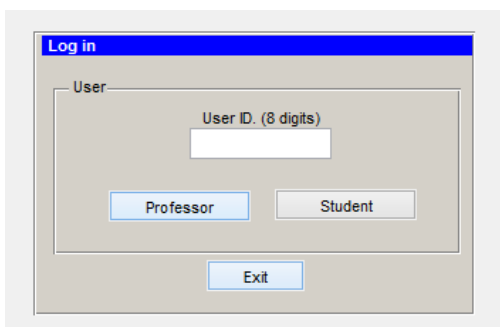 Log in
User
User ID. (8 digits)
Professor Student
Exit